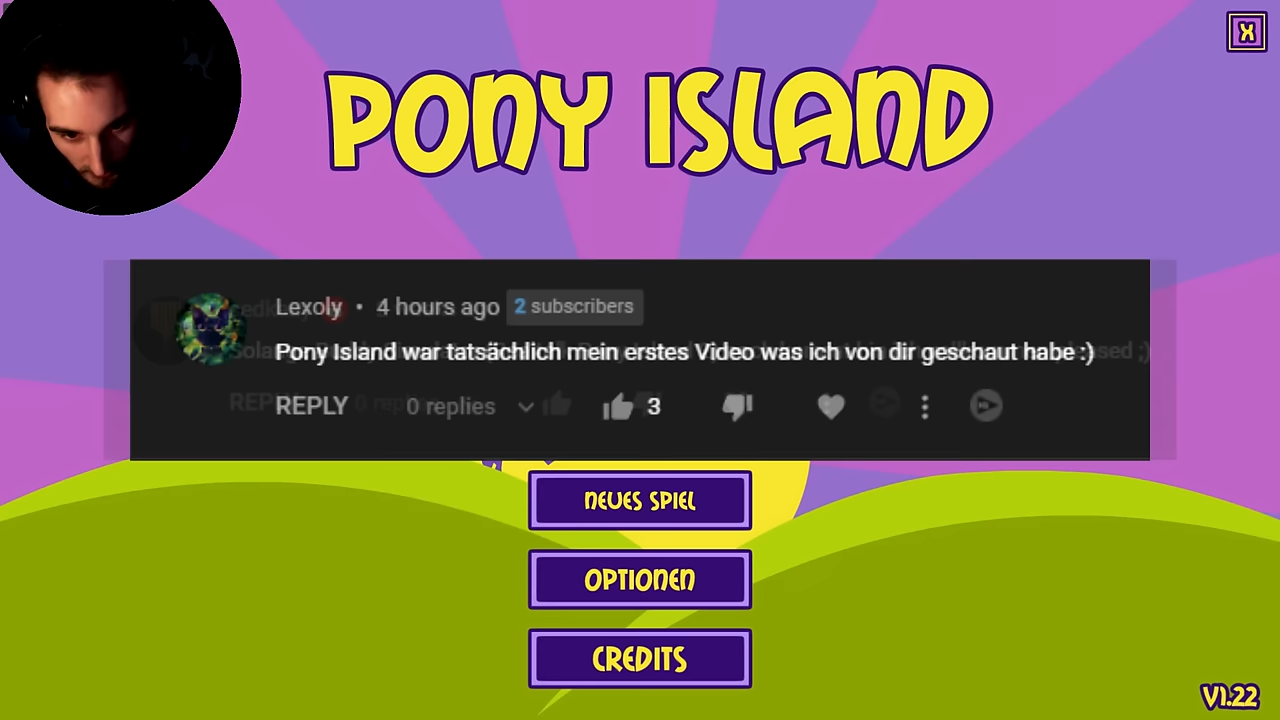 X
PONY ISLAND
Lexoly • 4 hours ago 2 subscribers
Pony Island war tatsächlich mein erstes Video was ich von dir geschaut habe :)
REPLY 0 replies 3
NEUES SPIEL
OPTIONEN
CREDITS
V1.22